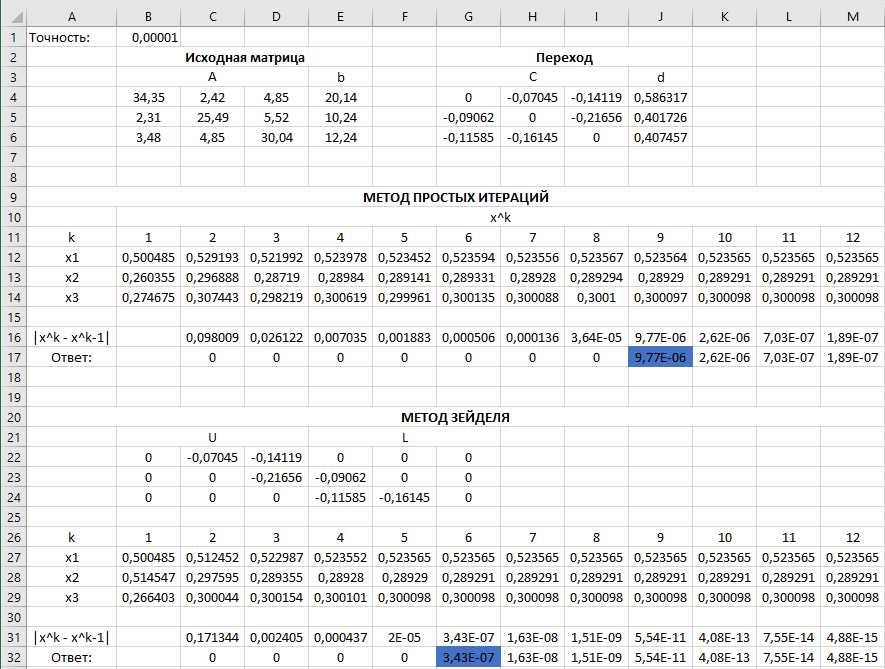 A B C D E F G H I J K L M
1 Точность: 0,00001
2 Исходная матрица Переход
3 A b C d
4 34,35 2,42 4,85 20,14 0 -0,07045 -0,14119 0,586317
5 2,31 25,49 5,52 10,24 -0,09062 0 -0,21656 0,401726
6 3,48 4,85 30,04 12,24 -0,11585 -0,16145 0 0,407457
7
8
9 МЕТОД ПРОСТЫХ ИТЕРАЦИЙ
10 x^k
11 k 1 2 3 4 5 6 7 8 9 10 11 12
12 x1 0,500485 0,529193 0,521992 0,523978 0,523452 0,523594 0,523556 0,523567 0,523564 0,523565 0,523565 0,523565
13 x2 0,260355 0,296888 0,28719 0,28984 0,289141 0,289331 0,28928 0,289294 0,28929 0,289291 0,289291 0,289291
14 x3 0,274675 0,307443 0,298219 0,300619 0,299961 0,300135 0,300088 0,3001 0,300097 0,300098 0,300098 0,300098
15
16 |x^k - x^k-1| 0,098009 0,026122 0,007035 0,001883 0,000506 0,000136 3,64E-05 9,77E-06 2,62E-06 7,03E-07 1,89E-07
17 Ответ: 0 0 0 0 0 0 0 9,77E-06 2,62E-06 7,03E-07 1,89E-07
18
19
20 МЕТОД ЗЕЙДЕЛЯ
21 U L
22 0 -0,07045 -0,14119 0 0 0
23 0 0 -0,21656 -0,09062 0 0
24 0 0 0 -0,11585 -0,16145 0
25
26 k 1 2 3 4 5 6 7 8 9 10 11 12
27 x1 0,500485 0,512452 0,522987 0,523552 0,523565 0,523565 0,523565 0,523565 0,523565 0,523565 0,523565 0,523565
28 x2 0,514547 0,297595 0,289355 0,28928 0,28929 0,289291 0,289291 0,289291 0,289291 0,289291 0,289291 0,289291
29 x3 0,266403 0,300044 0,300154 0,300101 0,300098 0,300098 0,300098 0,300098 0,300098 0,300098 0,300098 0,300098
30
31 |x^k - x^k-1| 0,171344 0,002405 0,000437 2E-05 3,43E-07 1,63E-08 1,51E-09 5,54E-11 4,08E-13 7,55E-14 4,88E-15
32 Ответ: 0 0 0 0 3,43E-07 1,63E-08 1,51E-09 5,54E-11 4,08E-13 7,55E-14 4,88E-15